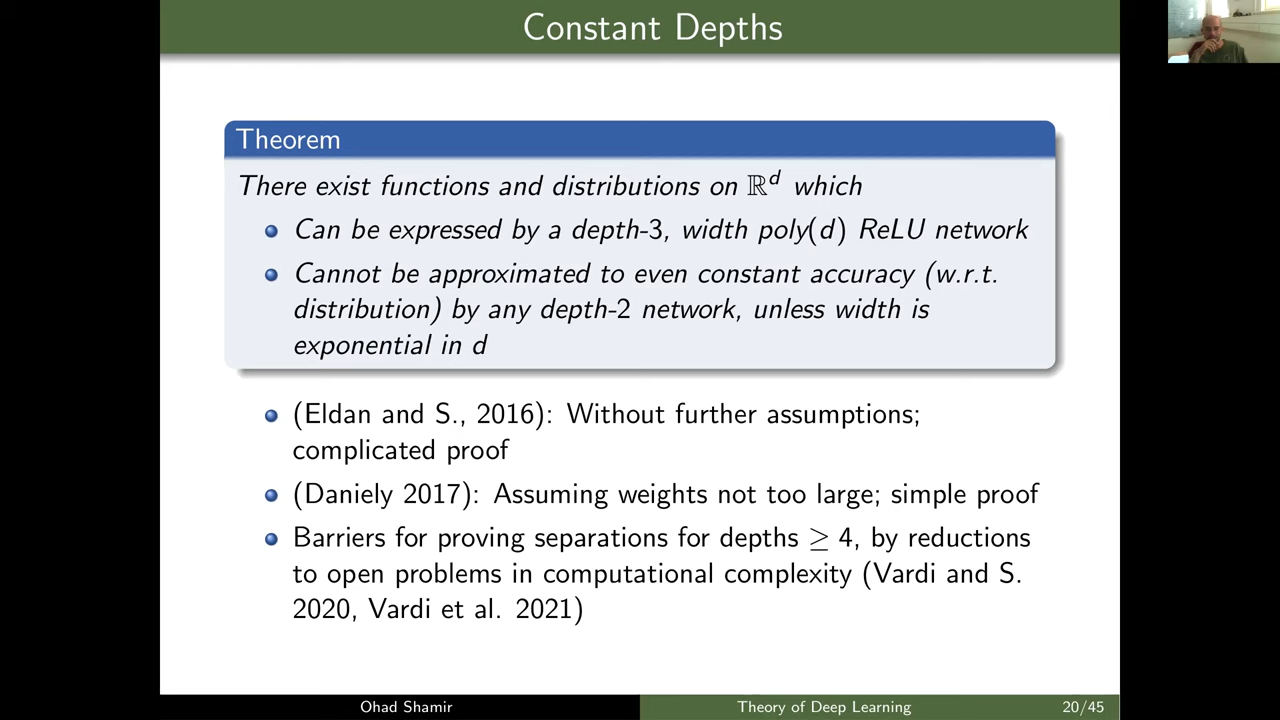 Constant Depths
Theorem
There exist functions and distributions on ℝᵈ which
Can be expressed by a depth-3, width poly(d) ReLU network
Cannot be approximated to even constant accuracy (w.r.t.
distribution) by any depth-2 network, unless width is
exponential in d
(Eldan and S., 2016): Without further assumptions;
complicated proof
(Daniely 2017): Assuming weights not too large; simple proof
Barriers for proving separations for depths ≥ 4, by reductions
to open problems in computational complexity (Vardi and S.
2020, Vardi et al. 2021)
Ohad Shamir
Theory of Deep Learning
20/45